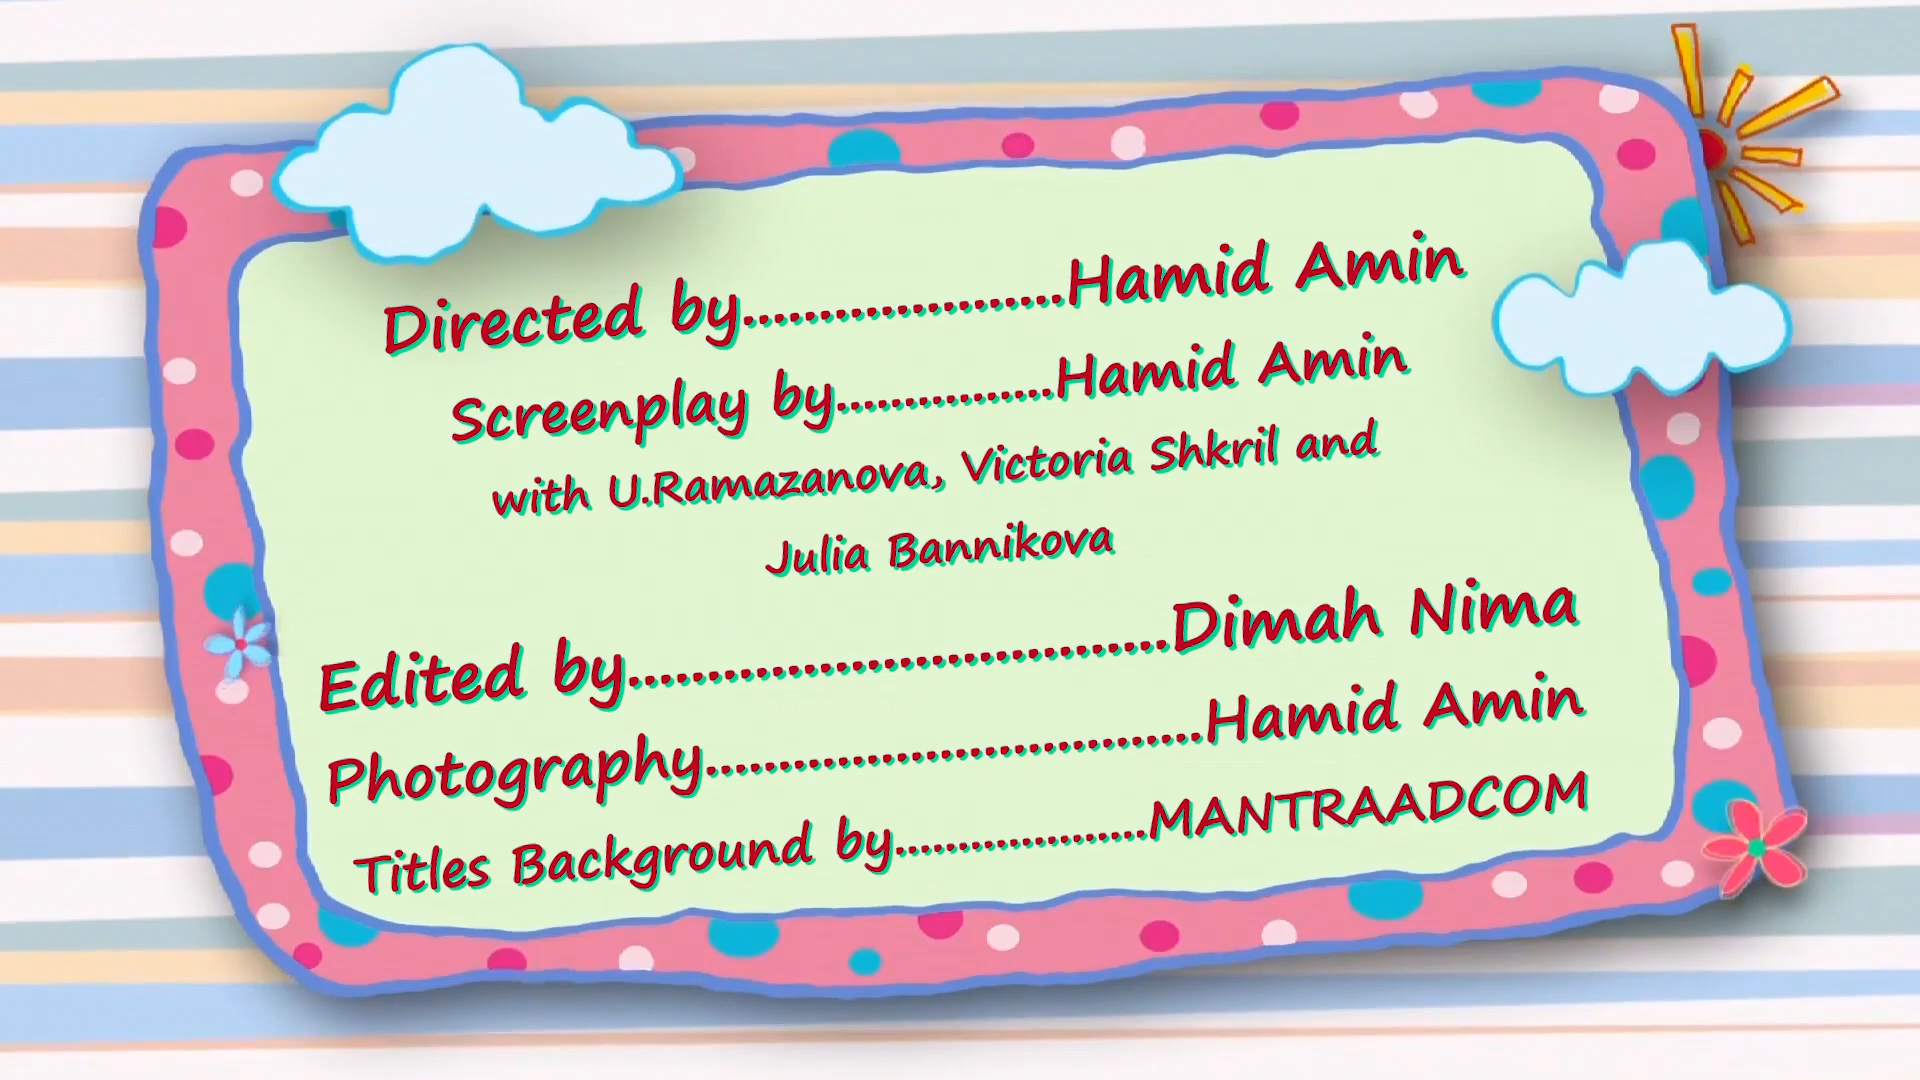 Directed by...................Hamid Amin
Screenplay by..............Hamid Amin
with U.Ramazanova, Victoria Shkril and
Julia Bannikova
Edited by................................Dimah Nima
Photography..............................Hamid Amin
Titles Background by.................MANTRAADCOM